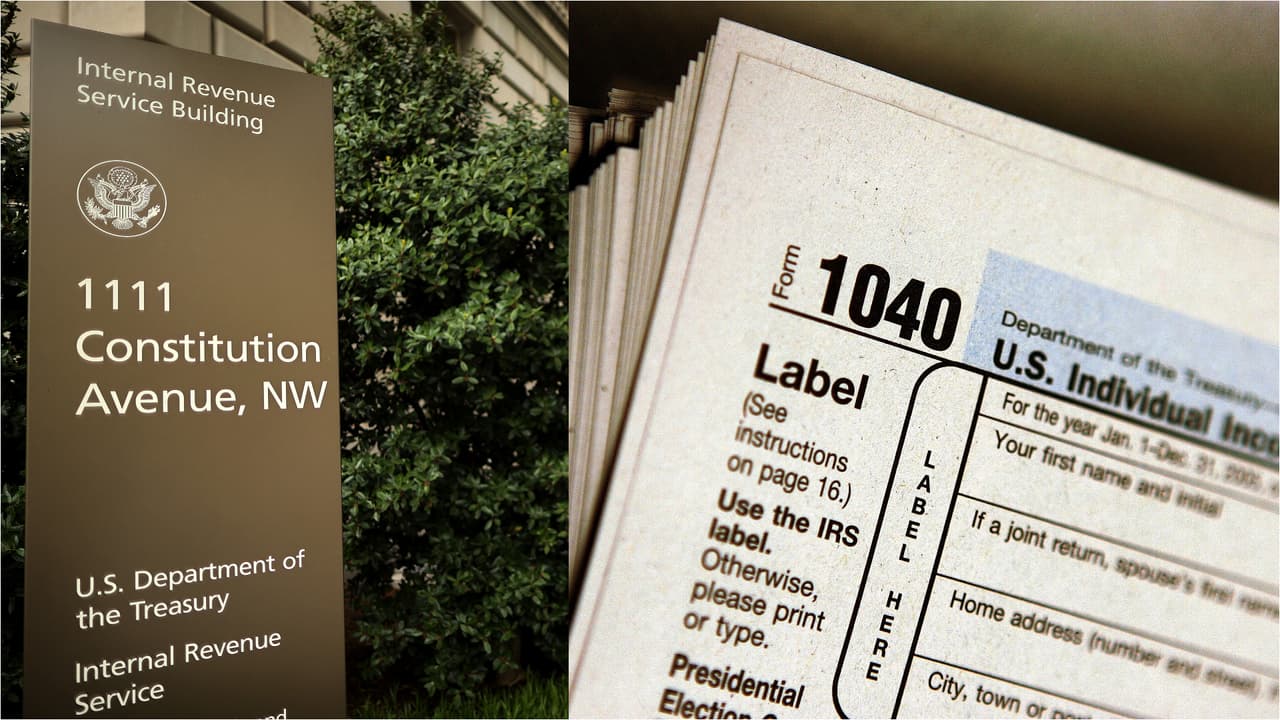 Internal Revenue
Service Building
1111
Constitution
Avenue, NW
U.S. Department of
the Treasury
Internal Revenue
Service
Form
1040
Department of the Treasury
U.S. Individual
Label
(See
instructions
on page 16.)
Use the IRS
label.
Otherwise,
please print
or type.
Presidential
Election
LABEL HERE
For the year Jan. 1–Dec. 31,
Your first name and initial
If a joint return, spouse's first name
Home address (number and street)
City, town or